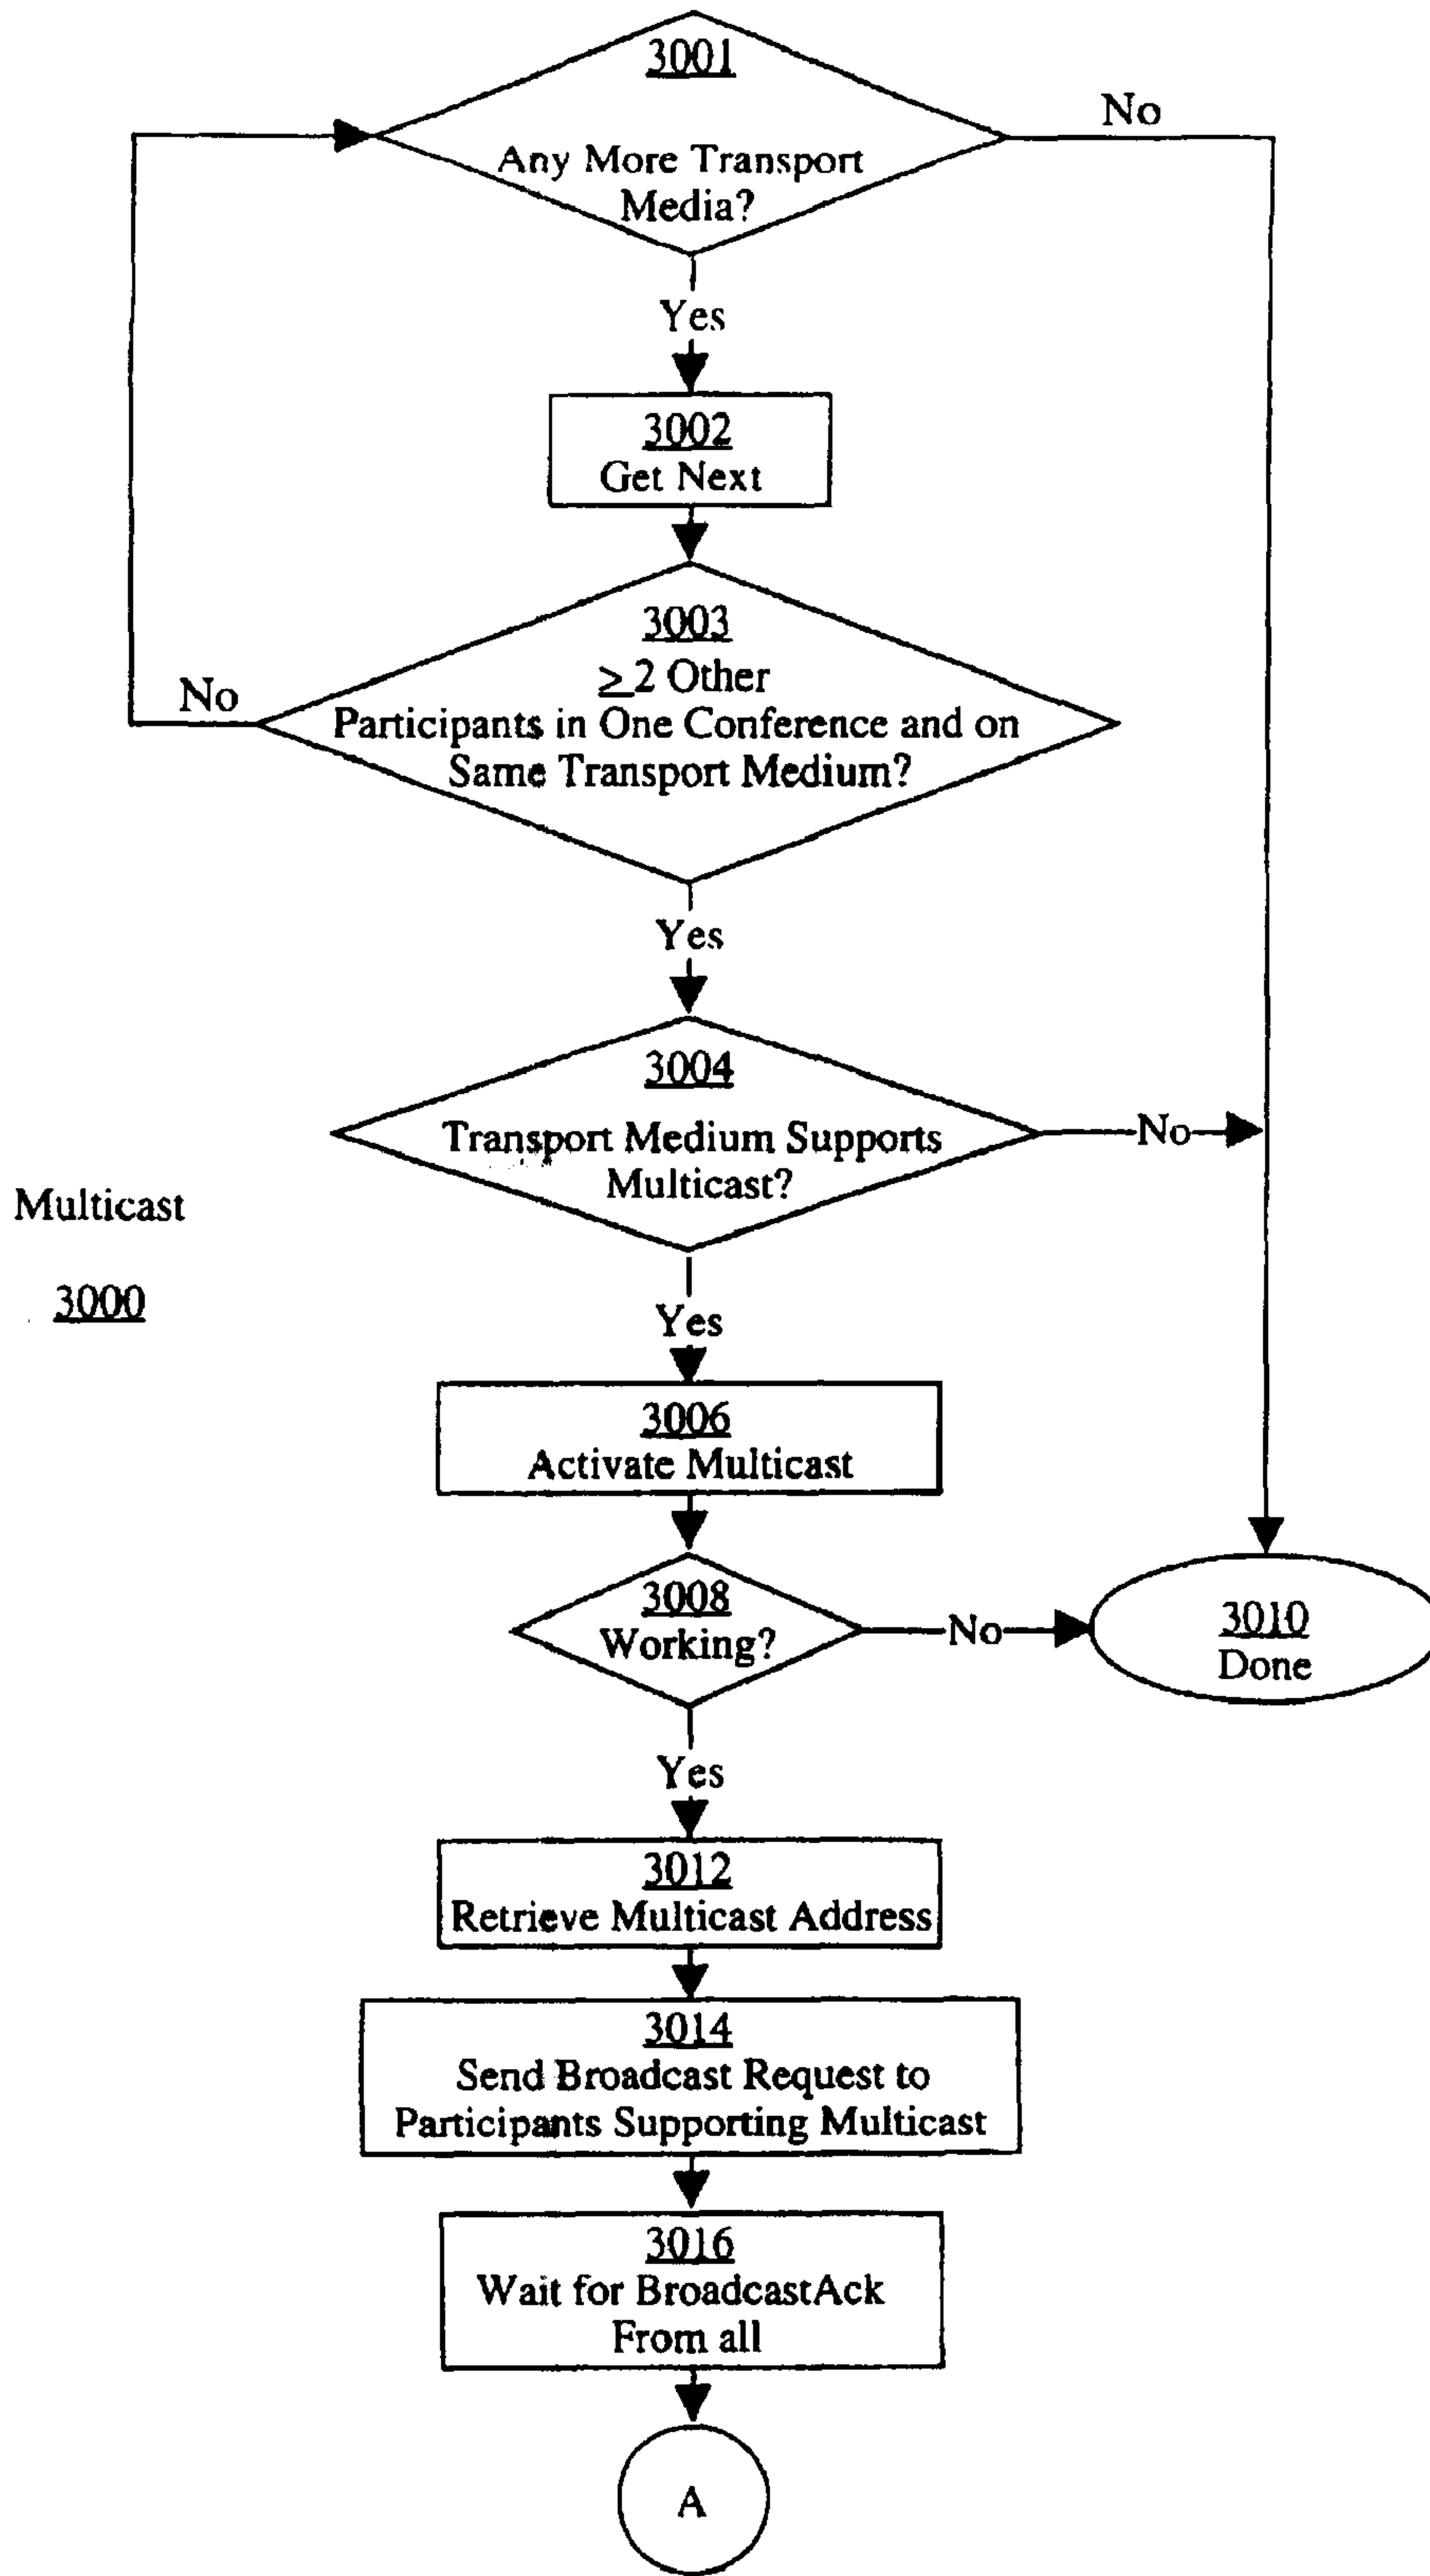 3001
Any More Transport
Media?
No
Yes
3002
Get Next
3003
≥2 Other
Participants in One Conference and on
Same Transport Medium?
No
Yes
3004
Transport Medium Supports
Multicast?
No
Multicast
3000
Yes
3006
Activate Multicast
3008
Working?
No
3010
Done
Yes
3012
Retrieve Multicast Address
3014
Send Broadcast Request to
Participants Supporting Multicast
3016
Wait for BroadcastAck
From all
A